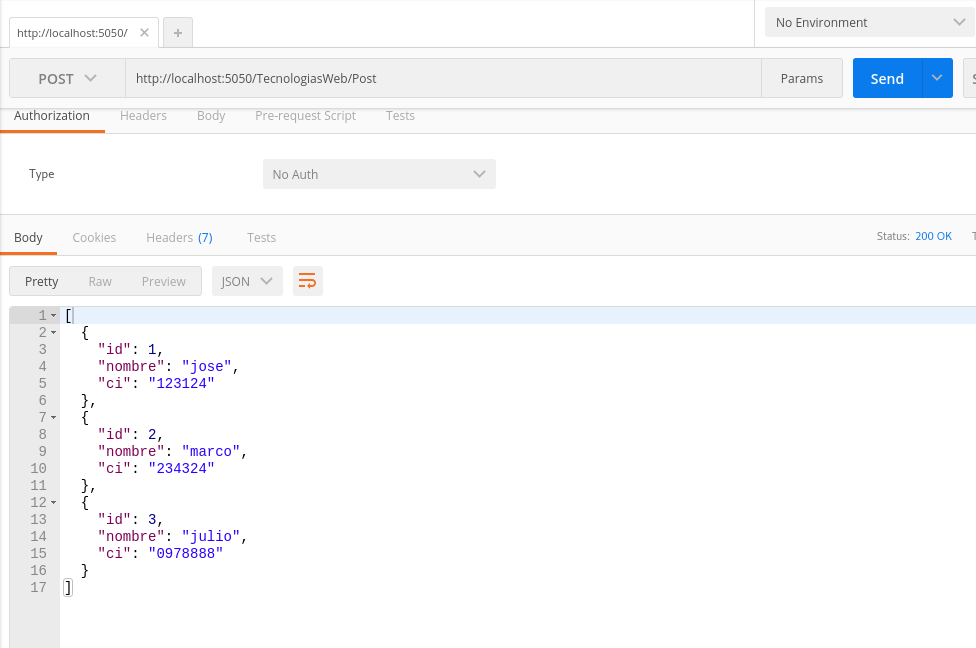 http://localhost:5050/
No Environment
POST http://localhost:5050/TecnologiasWeb/Post Params Send
Authorization Headers Body Pre-request Script Tests
Type No Auth
Body Cookies Headers (7) Tests Status: 200 OK
Pretty Raw Preview JSON
1 [
2 {
3 "id": 1,
4 "nombre": "jose",
5 "ci": "123124"
6 },
7 {
8 "id": 2,
9 "nombre": "marco",
10 "ci": "234324"
11 },
12 {
13 "id": 3,
14 "nombre": "julio",
15 "ci": "0978888"
16 }
17 ]